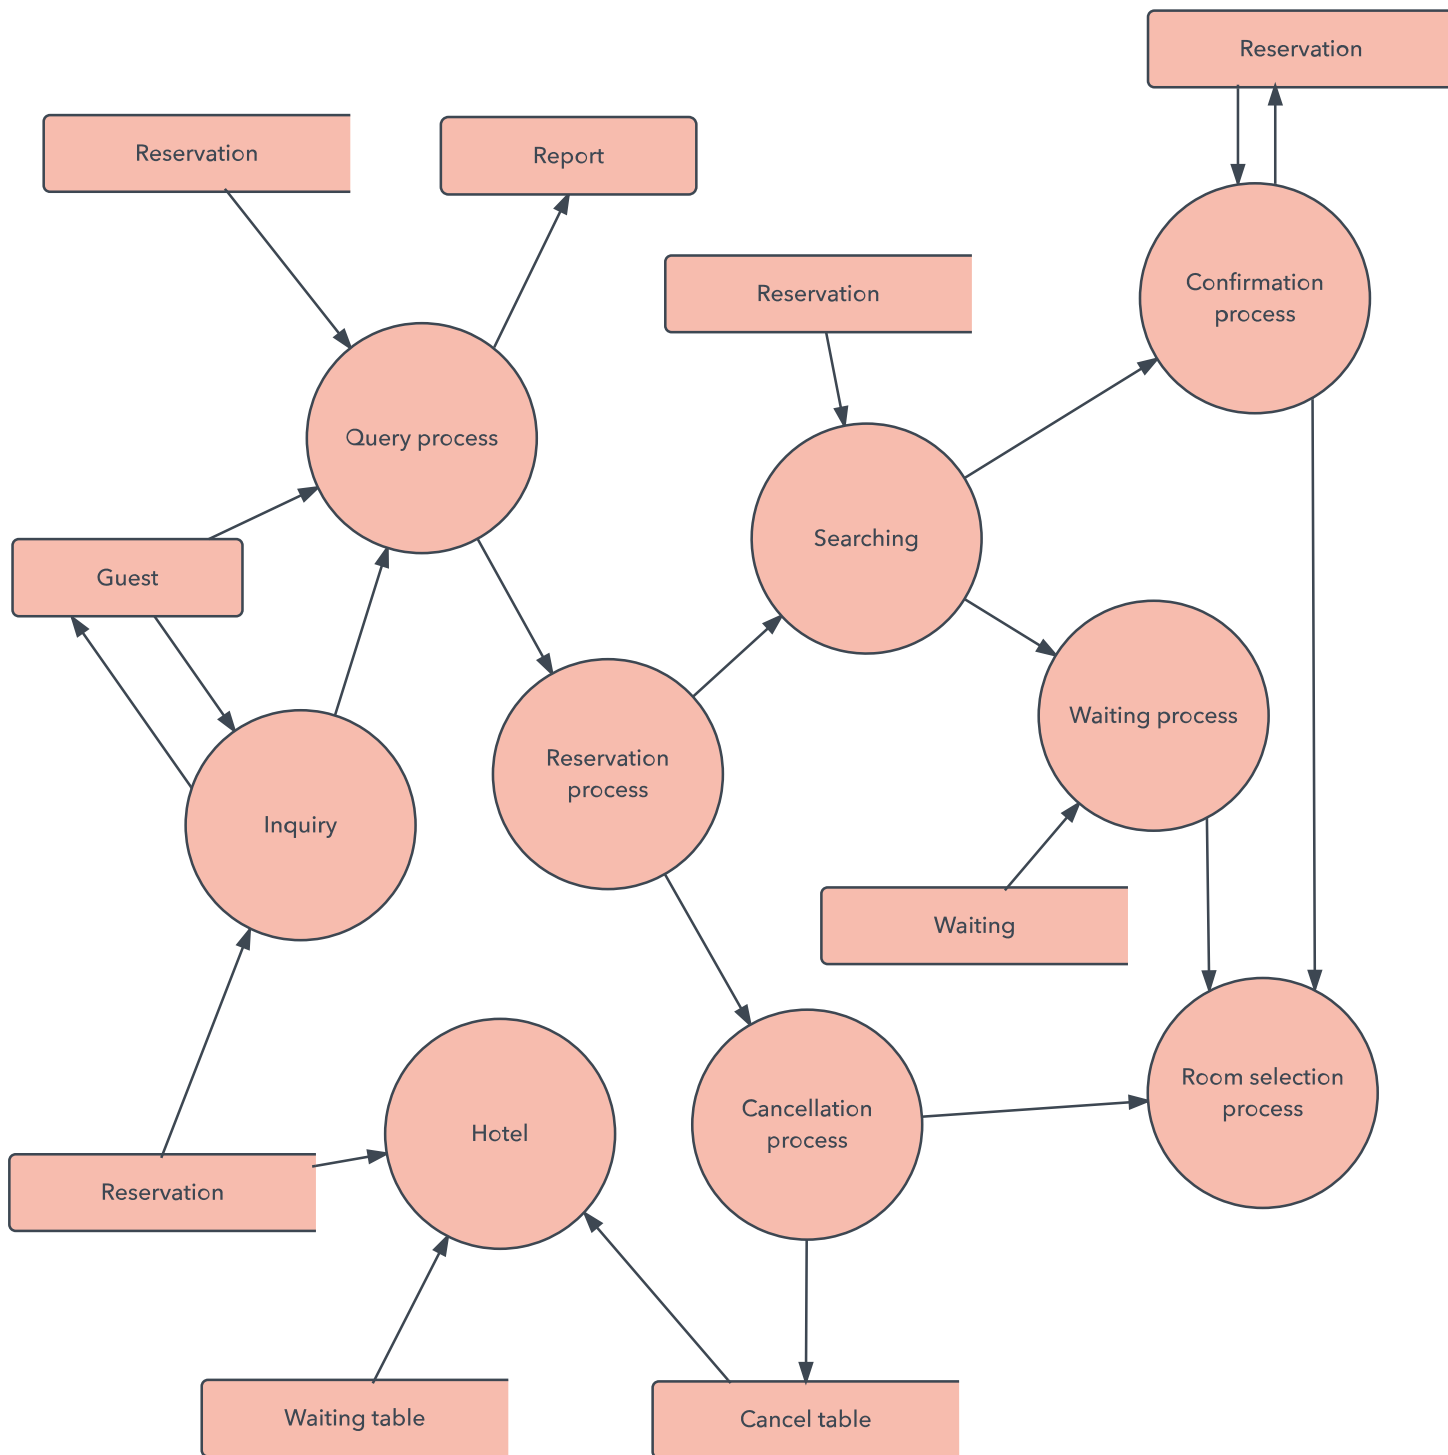 Reservation
Reservation
Report
Reservation
Confirmation
process
Query process
Searching
Guest
Waiting process
Reservation
process
Inquiry
Waiting
Room selection
process
Cancellation
process
Hotel
Reservation
Waiting table
Cancel table